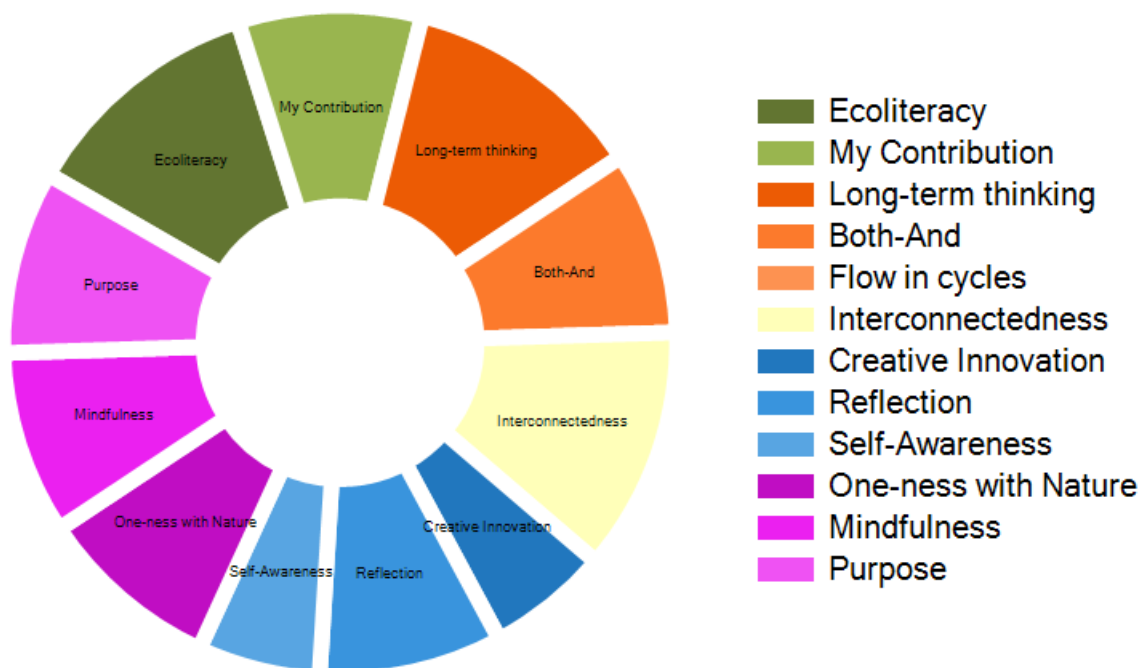 My Contribution
Long-term thinking
Ecoliteracy
Both-And
Purpose
Mindfulness
Interconnectedness
One-ness with Nature
Creative Innovation
Self-Awareness
Reflection
Ecoliteracy
My Contribution
Long-term thinking
Both-And
Flow in cycles
Interconnectedness
Creative Innovation
Reflection
Self-Awareness
One-ness with Nature
Mindfulness
Purpose